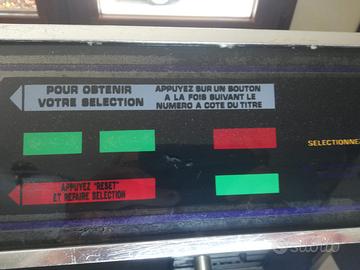 POUR OBTENIR
VOTRE SELECTION
APPUYEZ SUR UN BOUTON
A LA FOIS SUIVANT LE
NUMERO A COTE DU TITRE
SELECTIONNEZ
APPUYEZ "RESET"
ET REFAIRE SELECTION
subito